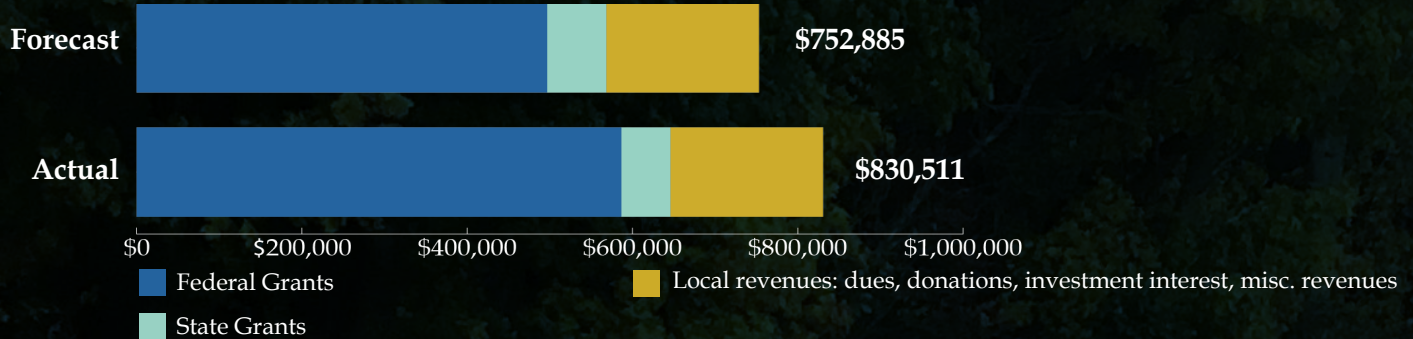 Forecast
$752,885
Actual
$830,511
$0 $200,000 $400,000 $600,000 $800,000 $1,000,000
Federal Grants
Local revenues: dues, donations, investment interest, misc. revenues
State Grants